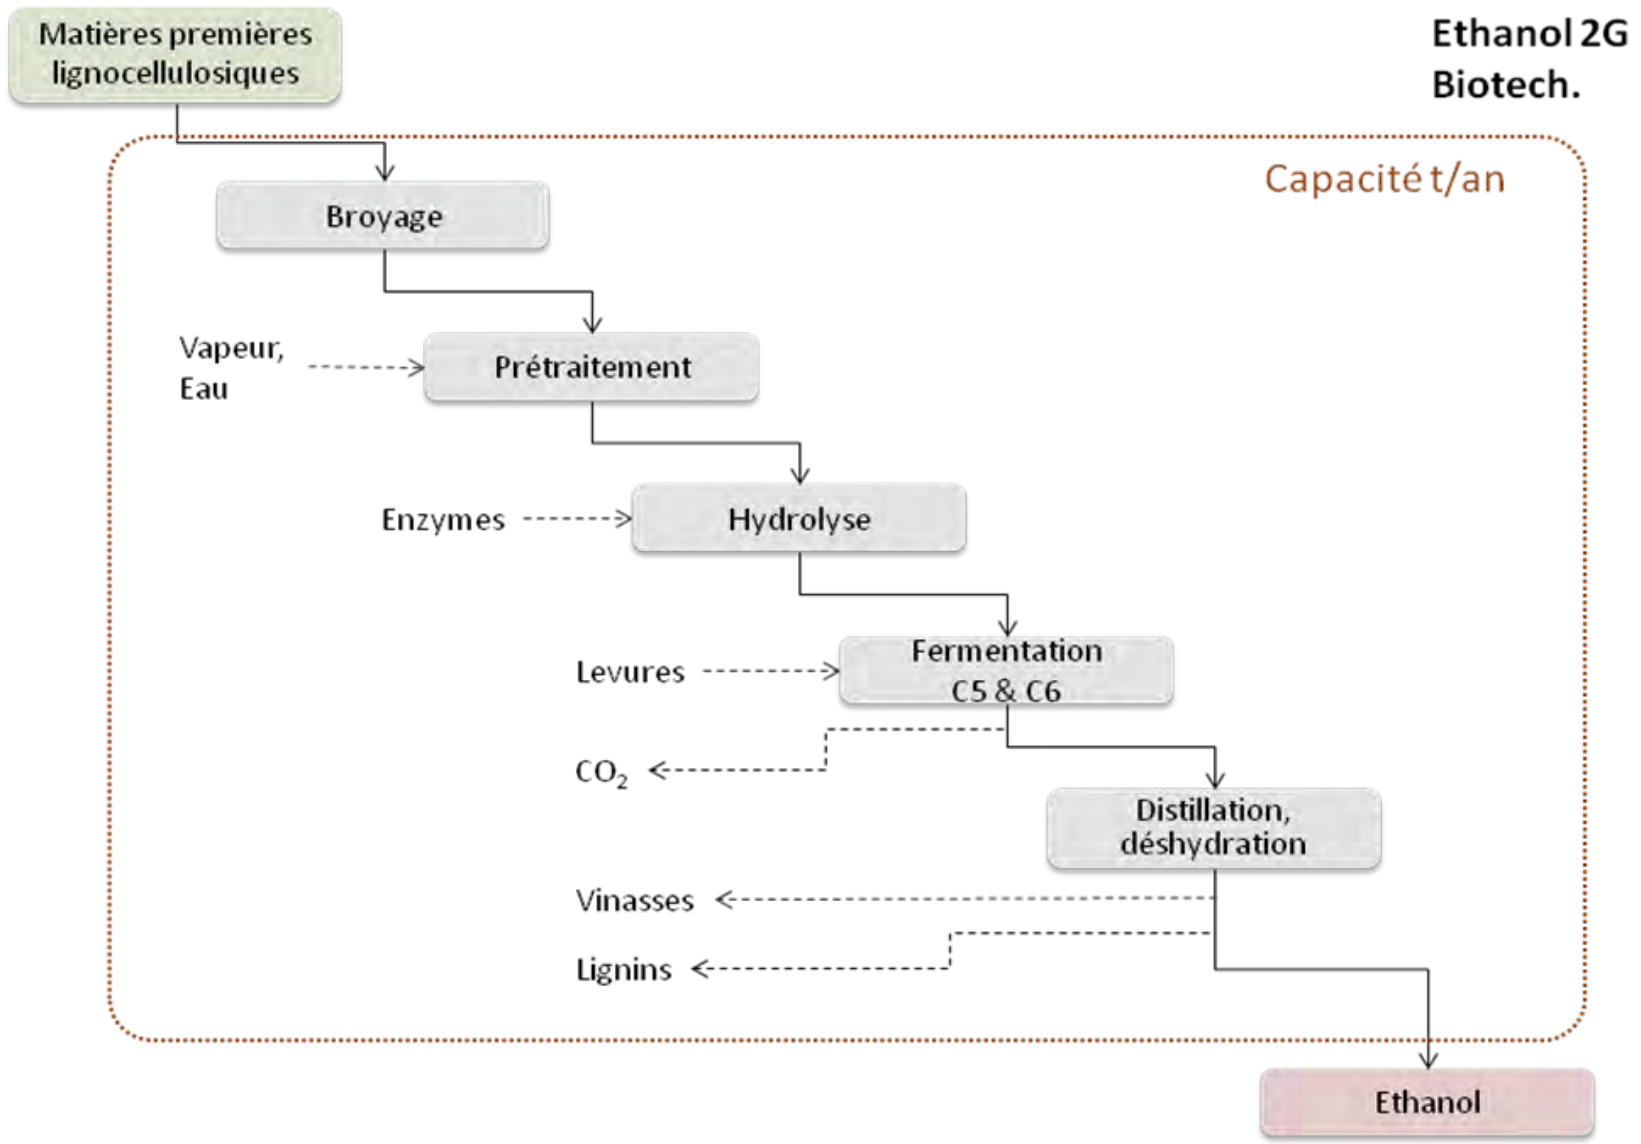 Matières premières
lignocellulosiques
Ethanol 2G
Biotech.
Capacité t/an
Broyage
Vapeur,
Eau
Prétraitement
Enzymes
Hydrolyse
Levures
Fermentation
C5 & C6
CO₂
Distillation,
déshydration
Vinasses
Lignins
Ethanol